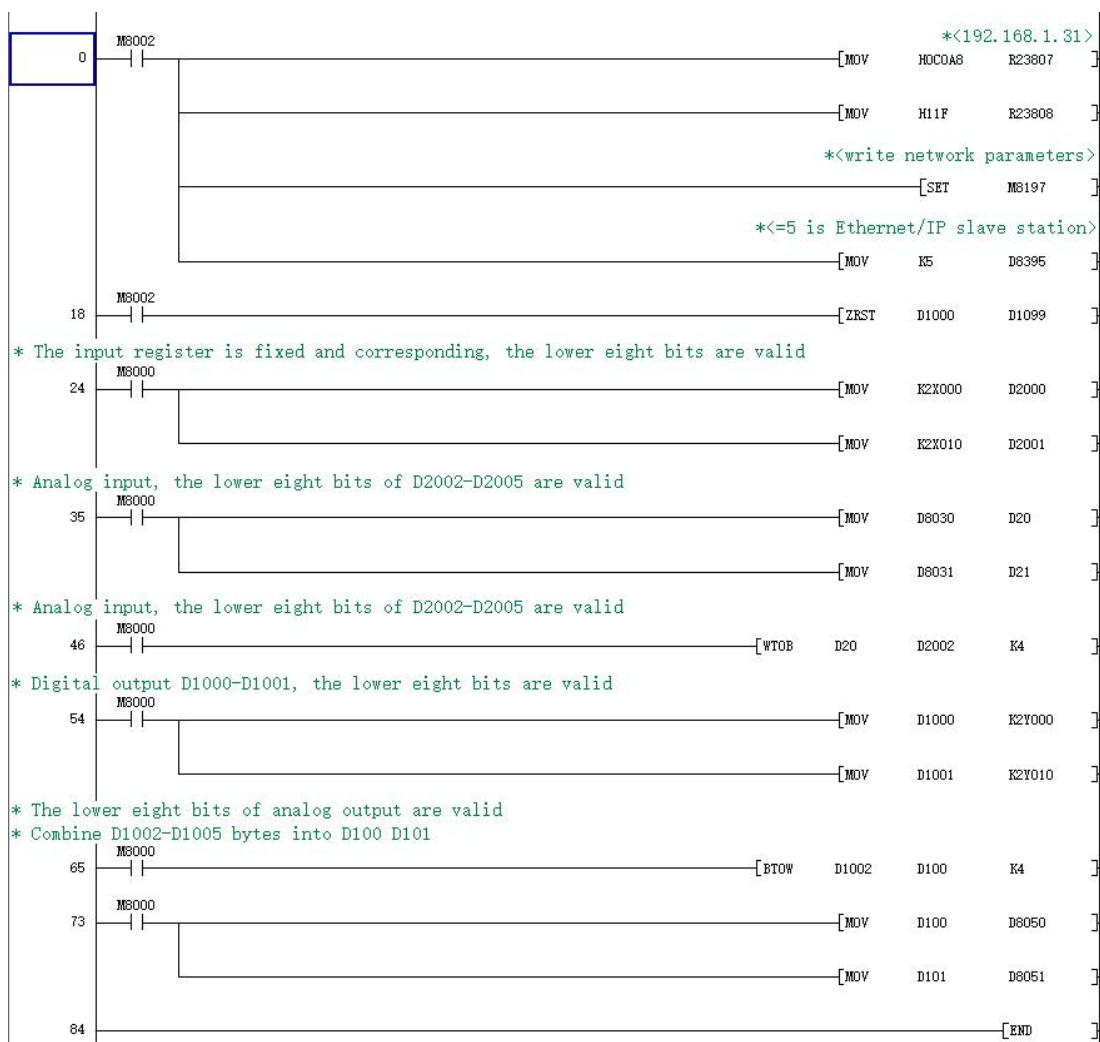 *<192.168.1.31>
M8002
0 MOV H0C0A8 R23807
MOV H11F R23808
*<write network parameters>
SET M8197
*<=5 is Ethernet/IP slave station>
MOV K5 D8395
M8002
18 ZRST D1000 D1099
* The input register is fixed and corresponding, the lower eight bits are valid
M8000
24 MOV K2X000 D2000
MOV K2X010 D2001
* Analog input, the lower eight bits of D2002-D2005 are valid
M8000
35 MOV D8030 D20
MOV D8031 D21
* Analog input, the lower eight bits of D2002-D2005 are valid
M8000
46 WTOB D20 D2002 K4
* Digital output D1000-D1001, the lower eight bits are valid
M8000
54 MOV D1000 K2Y000
MOV D1001 K2Y010
* The lower eight bits of analog output are valid
* Combine D1002-D1005 bytes into D100 D101
M8000
65 BTOW D1002 D100 K4
M8000
73 MOV D100 D8050
MOV D101 D8051
84 END